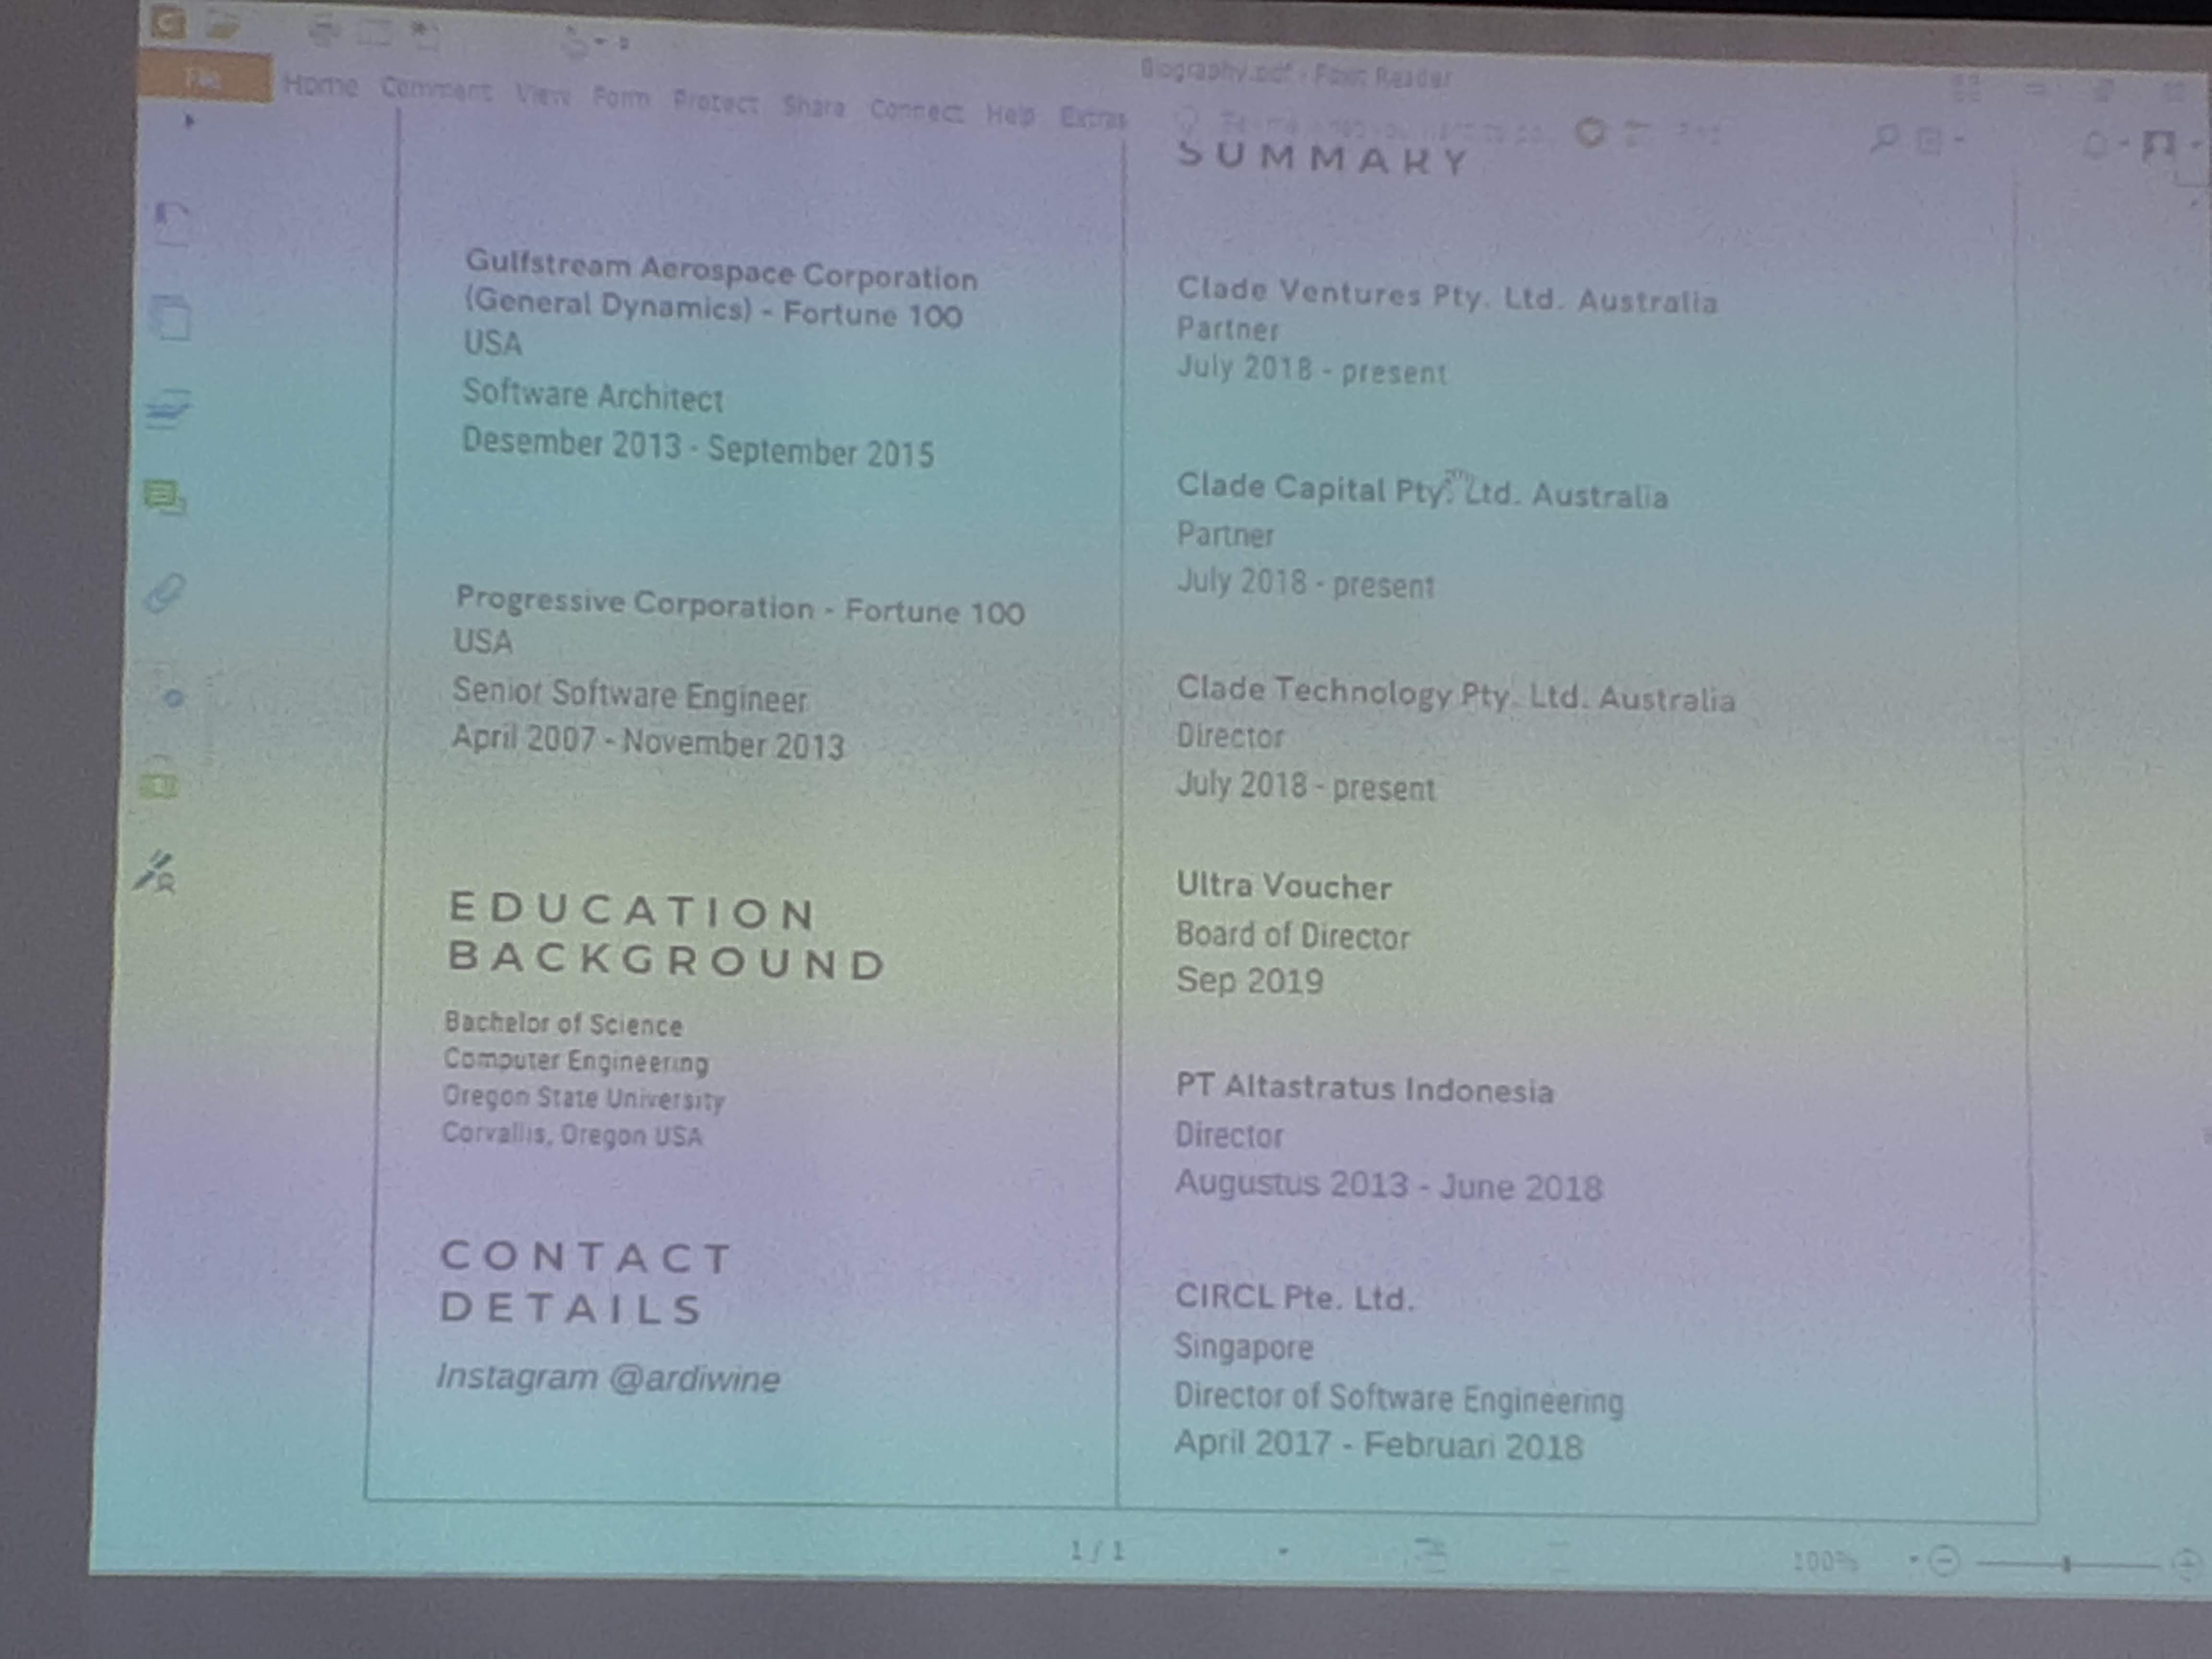 Biography.pdf - Foxit Reader
File Home Comment View Form Protect Share Connect Help Extras
Gulfstream Aerospace Corporation
(General Dynamics) - Fortune 100
USA
Software Architect
Desember 2013 - September 2015
Progressive Corporation - Fortune 100
USA
Senior Software Engineer
April 2007 - November 2013
EDUCATION
BACKGROUND
Bachelor of Science
Computer Engineering
Oregon State University
Corvallis, Oregon USA
CONTACT
DETAILS
Instagram @ardiwine
SUMMARY
Clade Ventures Pty. Ltd. Australia
Partner
July 2018 - present
Clade Capital Pty. Ltd. Australia
Partner
July 2018 - present
Clade Technology Pty. Ltd. Australia
Director
July 2018 - present
Ultra Voucher
Board of Director
Sep 2019
PT Altastratus Indonesia
Director
Augustus 2013 - June 2018
CIRCL Pte. Ltd.
Singapore
Director of Software Engineering
April 2017 - Februari 2018
1 / 1
100%